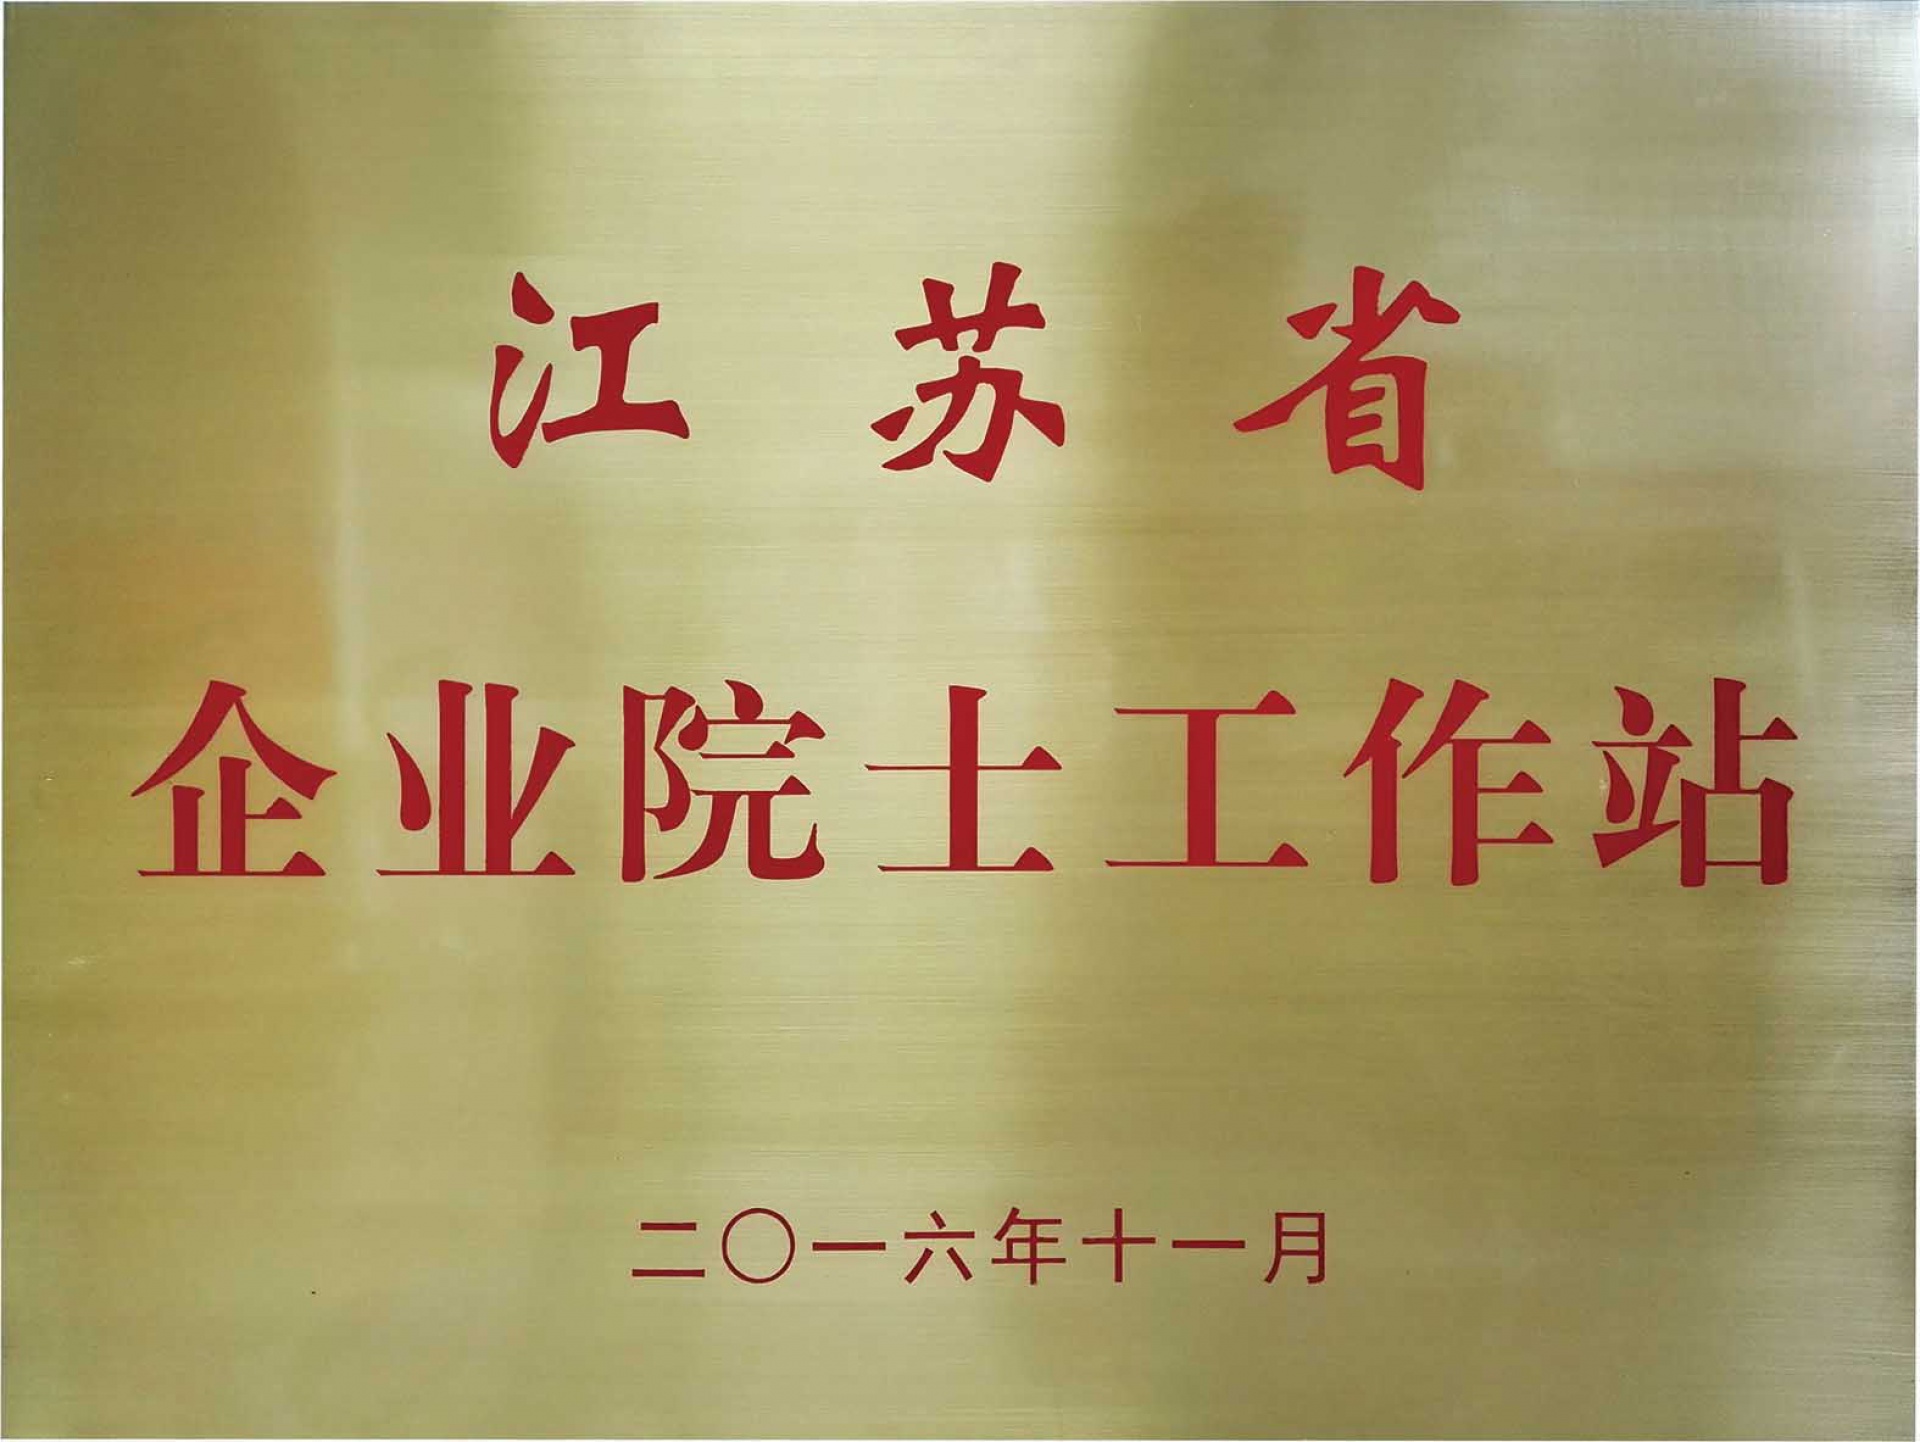 江苏省
企业院士工作站
二〇一六年十一月